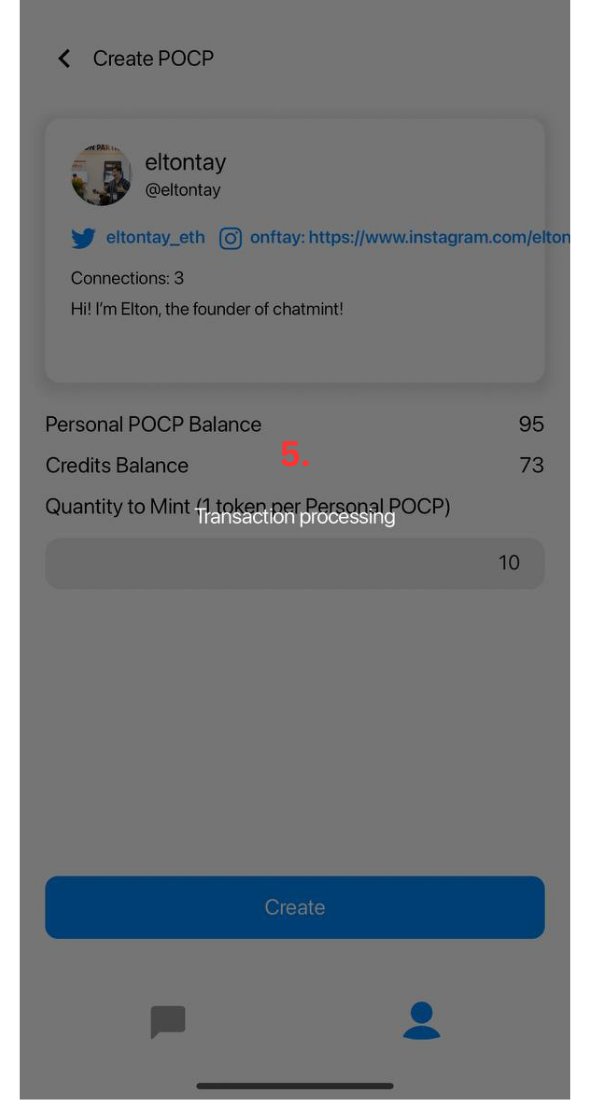 Create POCP
eltontay
@eltontay
eltontay_eth onftay: https://www.instagram.com/elton
Connections: 3
Hi! I'm Elton, the founder of chatmint!
Personal POCP Balance 95
5.
Credits Balance 73
Quantity to Mint (1 token per Personal POCP)
Transaction processing
10
Create